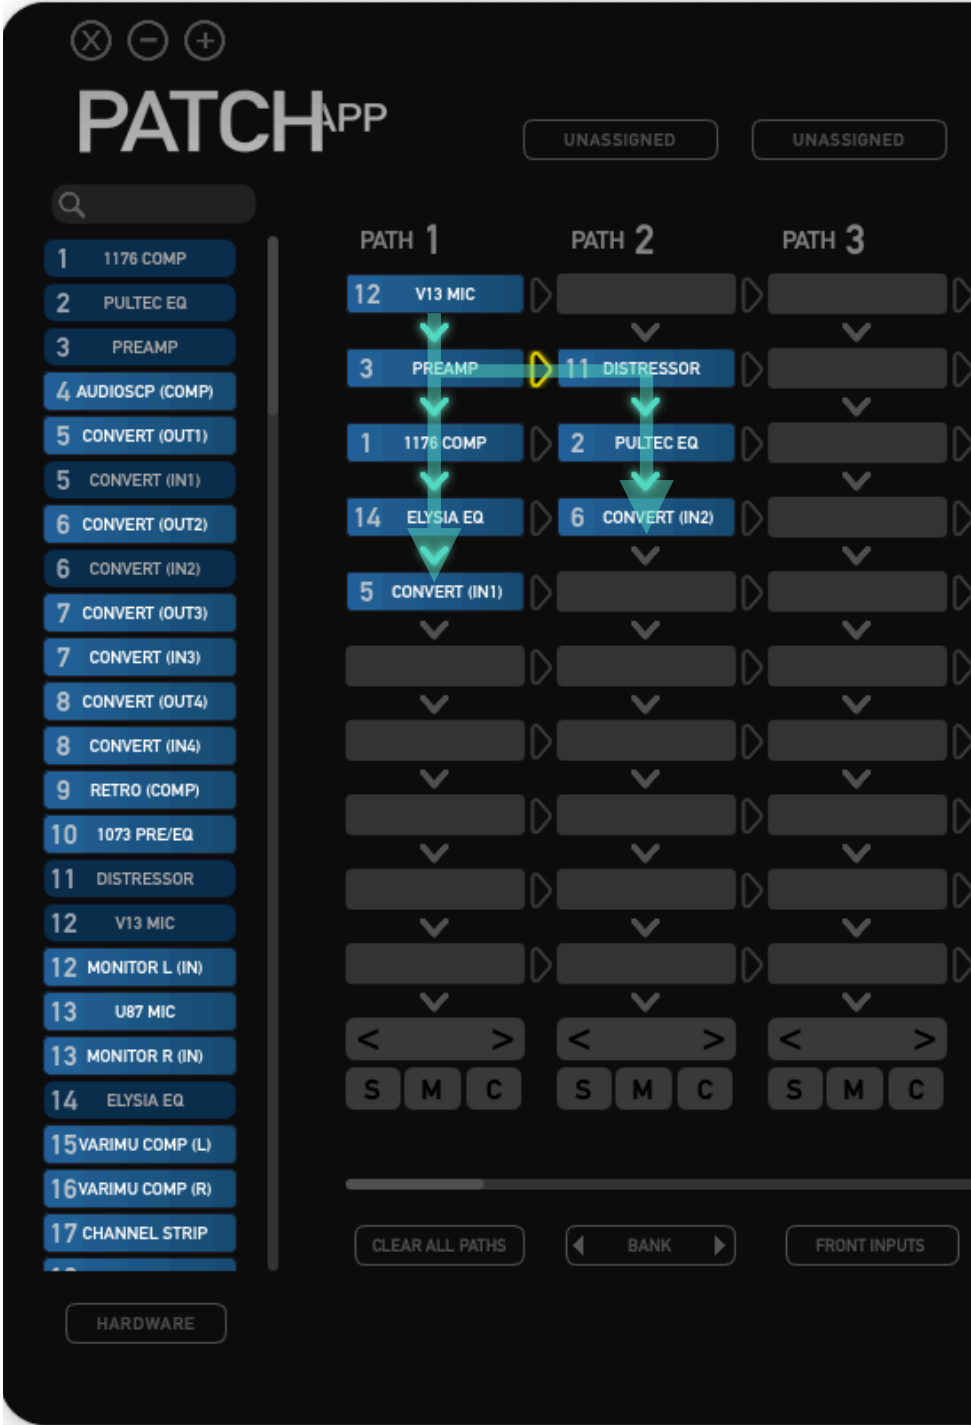 PATCH APP
UNASSIGNED UNASSIGNED
PATH 1 PATH 2 PATH 3
1 1176 COMP
2 PULTEC EQ
3 PREAMP
4 AUDIOSCP (COMP)
5 CONVERT (OUT1)
5 CONVERT (IN1)
6 CONVERT (OUT2)
6 CONVERT (IN2)
7 CONVERT (OUT3)
7 CONVERT (IN3)
8 CONVERT (OUT4)
8 CONVERT (IN4)
9 RETRO (COMP)
10 1073 PRE/EQ
11 DISTRESSOR
12 V13 MIC
12 MONITOR L (IN)
13 U87 MIC
13 MONITOR R (IN)
14 ELYSIA EQ
15 VARIMU COMP (L)
16 VARIMU COMP (R)
17 CHANNEL STRIP
HARDWARE
12 V13 MIC
3 PREAMP 11 DISTRESSOR
1 1176 COMP 2 PULTEC EQ
14 ELYSIA EQ 6 CONVERT (IN2)
5 CONVERT (IN1)
< > < > < >
S M C S M C S M C
CLEAR ALL PATHS BANK FRONT INPUTS